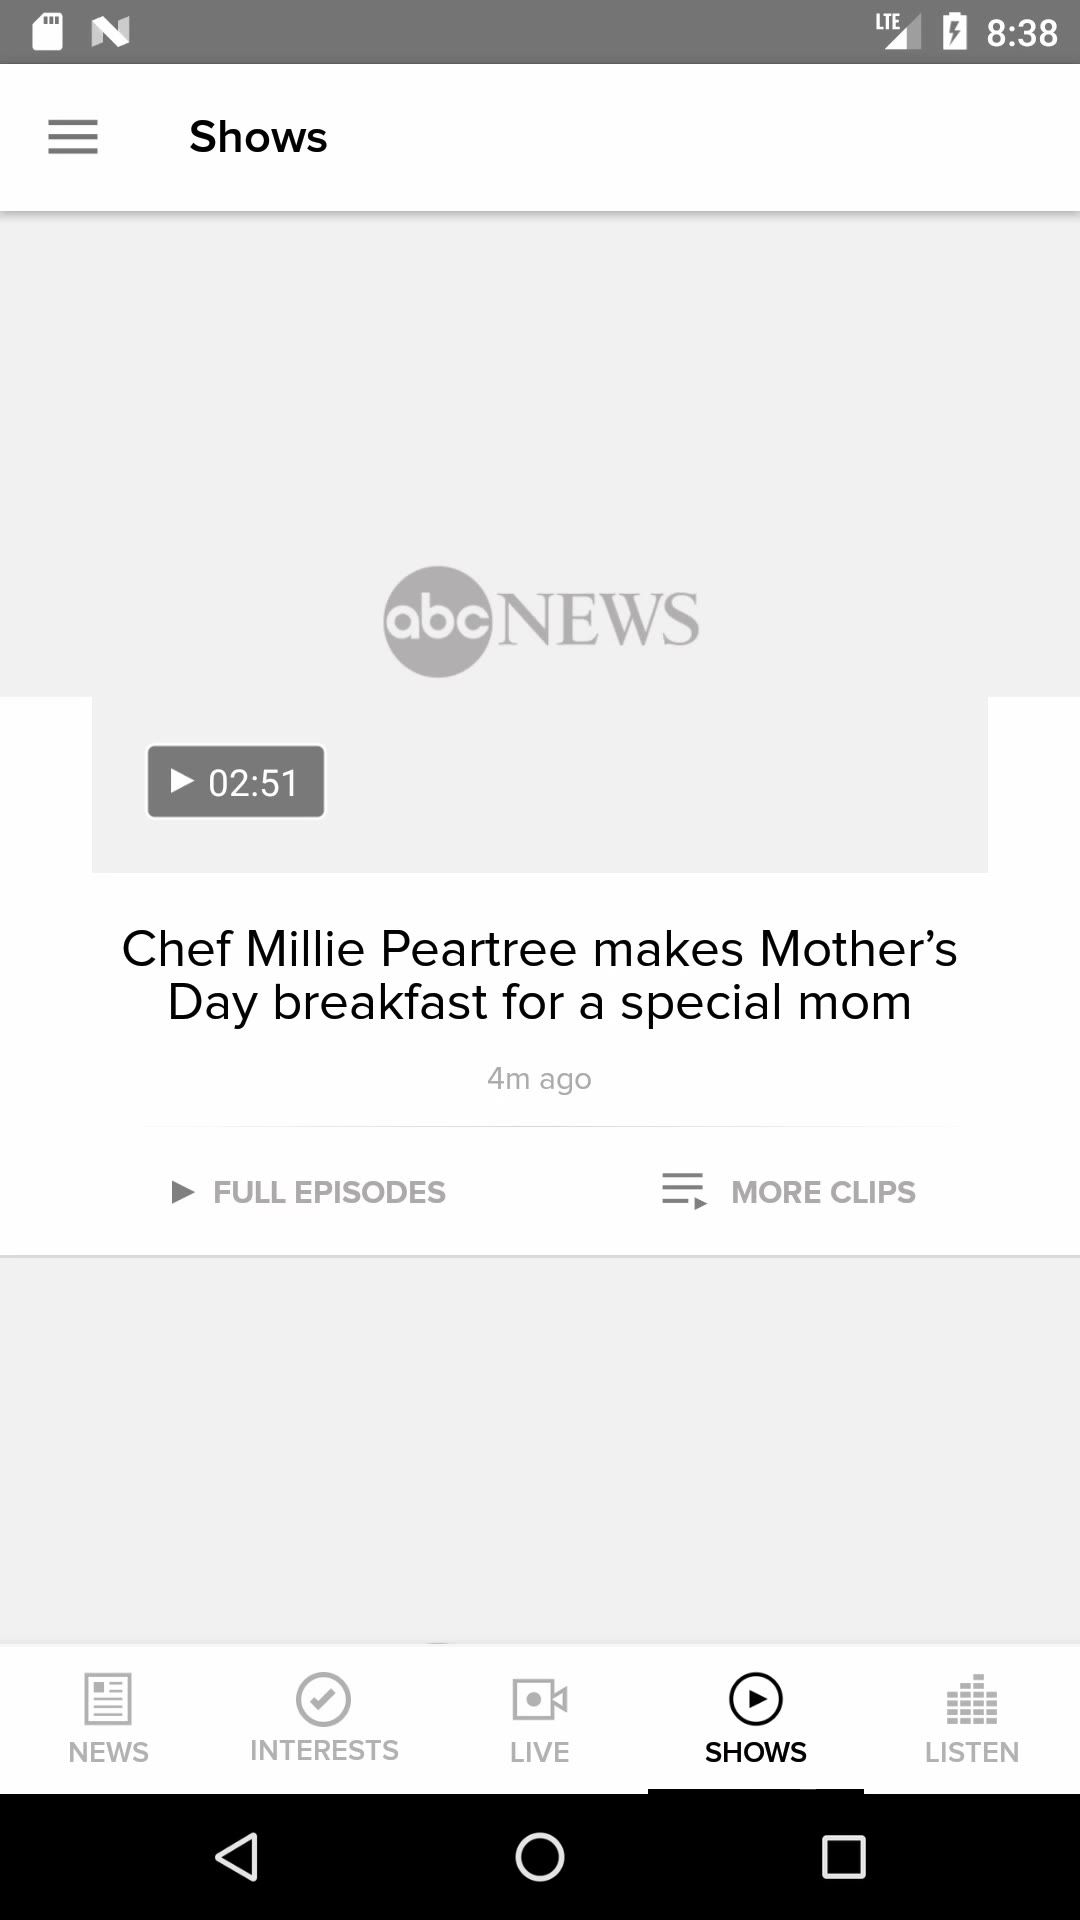 LTE 8:38
Shows
abc NEWS
02:51
Chef Millie Peartree makes Mother’s
Day breakfast for a special mom
4m ago
FULL EPISODES MORE CLIPS
NEWS INTERESTS LIVE SHOWS LISTEN